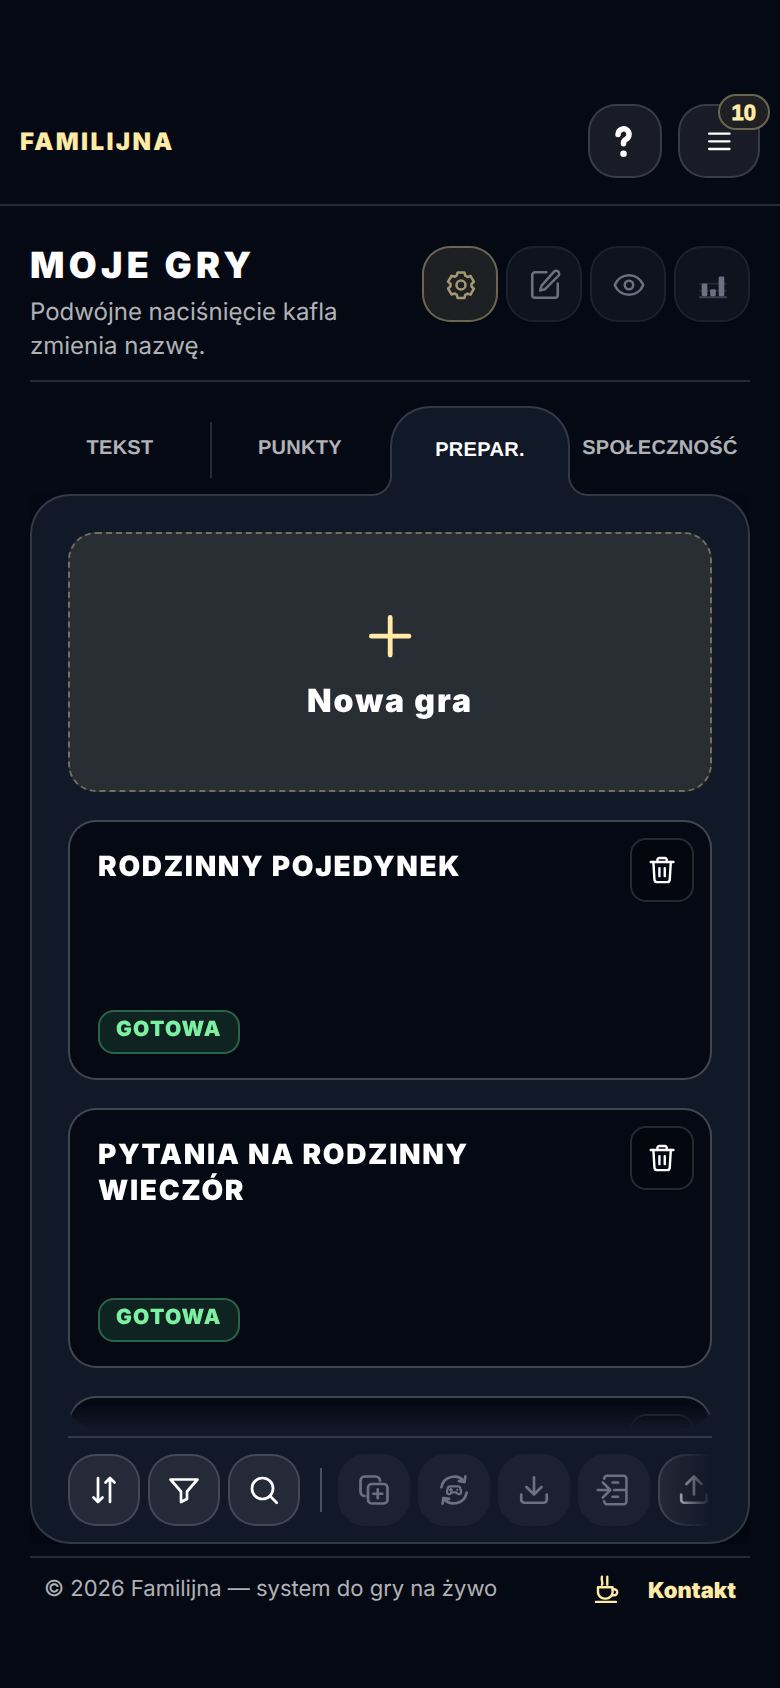 FAMILIJNA
?
10
MOJE GRY
Podwójne naciśnięcie kafla
zmienia nazwę.
TEKST
PUNKTY
PREPAR.
SPOŁECZNOŚĆ
Nowa gra
RODZINNY POJEDYNEK
GOTOWA
PYTANIA NA RODZINNY
WIECZÓR
GOTOWA
© 2026 Familijna — system do gry na żywo
Kontakt